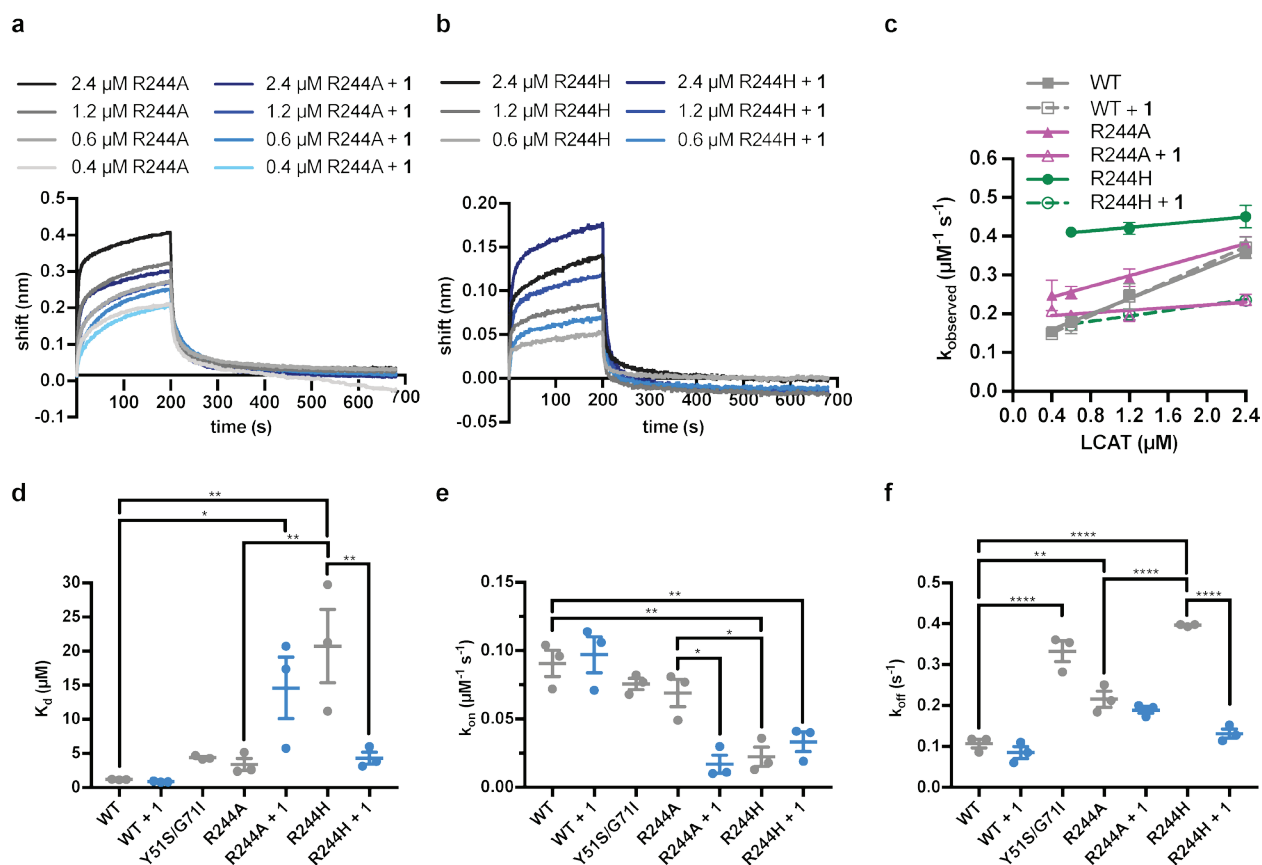 a
2.4 µM R244A
2.4 µM R244A + 1
1.2 µM R244A
1.2 µM R244A + 1
0.6 µM R244A
0.6 µM R244A + 1
0.4 µM R244A
0.4 µM R244A + 1
shift (nm)
0.5
0.4
0.3
0.2
0.1
0.0
-0.1
100 200 300 400 500 600 700
time (s)
b
2.4 µM R244H
2.4 µM R244H + 1
1.2 µM R244H
1.2 µM R244H + 1
0.6 µM R244H
0.6 µM R244H + 1
shift (nm)
0.20
0.15
0.10
0.05
0.00
-0.05
100 200 300 400 500 600 700
time (s)
c
WT
WT + 1
R244A
R244A + 1
R244H
R244H + 1
kobserved (µM-1 s-1)
0.6
0.5
0.4
0.3
0.2
0.1
0.0
0.0 0.4 0.8 1.2 1.6 2.0 2.4
LCAT (µM)
d
**
*
**
**
Kd (µM)
30
25
20
15
10
5
0
WT
WT + 1
Y51S/G71I
R244A
R244A + 1
R244H
R244H + 1
e
**
**
*
*
kon (µM-1 s-1)
0.15
0.10
0.05
0.00
WT
WT + 1
Y51S/G71I
R244A
R244A + 1
R244H
R244H + 1
f
****
**
****
****
****
koff (s-1)
0.5
0.4
0.3
0.2
0.1
0.0
WT
WT + 1
Y51S/G71I
R244A
R244A + 1
R244H
R244H + 1